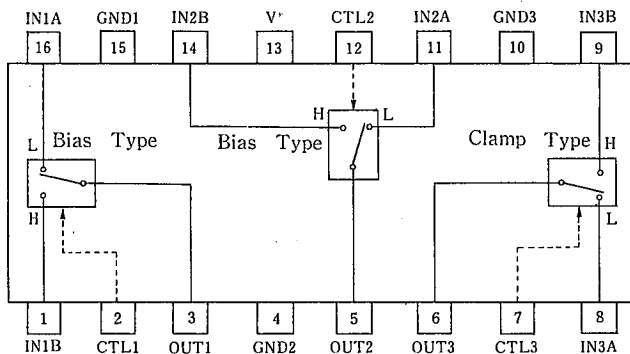 IN1A GND1 IN2B V+ CTL2 IN2A GND3 IN3B
16 15 14 13 12 11 10 9
H L
L Bias Type Bias Type Clamp Type H
H L
1 2 3 4 5 6 7 8
IN1B CTL1 OUT1 GND2 OUT2 OUT3 CTL3 IN3A